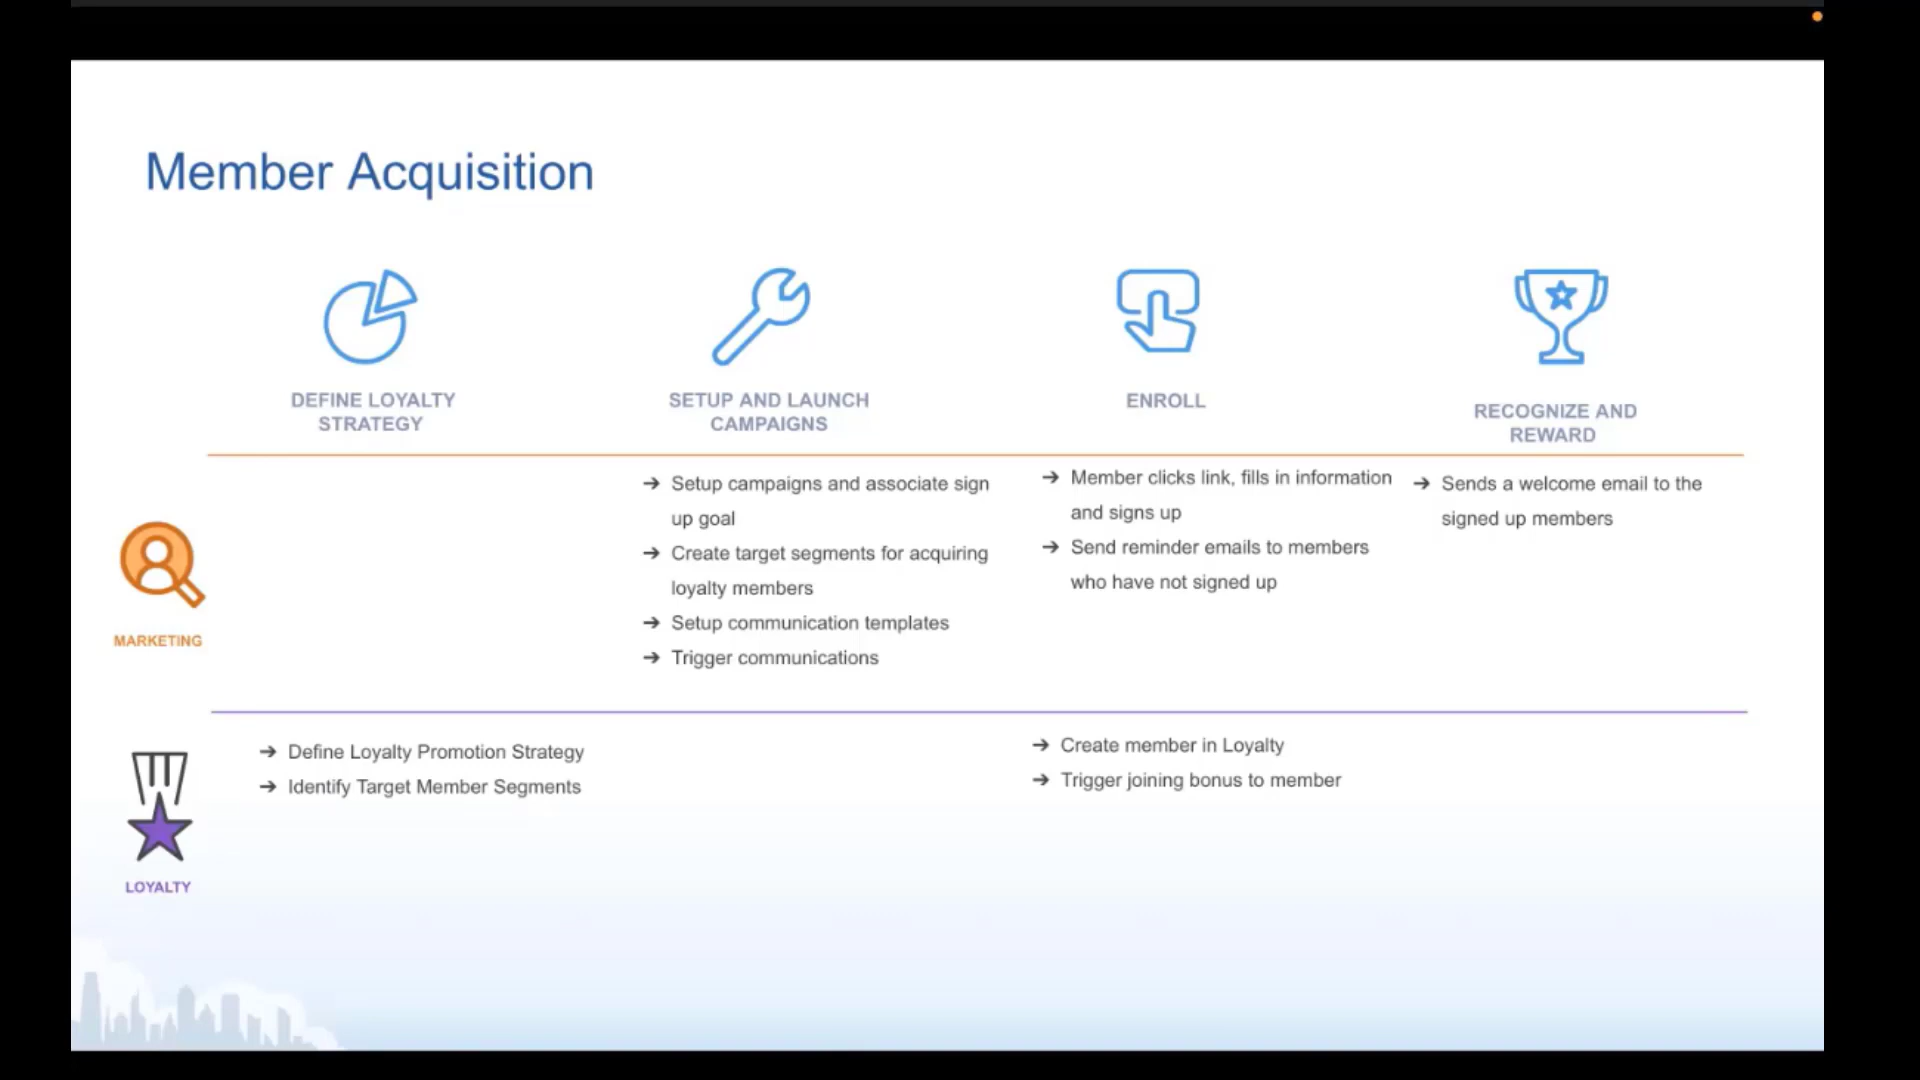 Member Acquisition
DEFINE LOYALTY
STRATEGY
SETUP AND LAUNCH
CAMPAIGNS
ENROLL
RECOGNIZE AND
REWARD
MARKETING
➔ Setup campaigns and associate sign
up goal
➔ Create target segments for acquiring
loyalty members
➔ Setup communication templates
➔ Trigger communications
➔ Member clicks link, fills in information
and signs up
➔ Send reminder emails to members
who have not signed up
➔ Sends a welcome email to the
signed up members
LOYALTY
➔ Define Loyalty Promotion Strategy
➔ Identify Target Member Segments
➔ Create member in Loyalty
➔ Trigger joining bonus to member